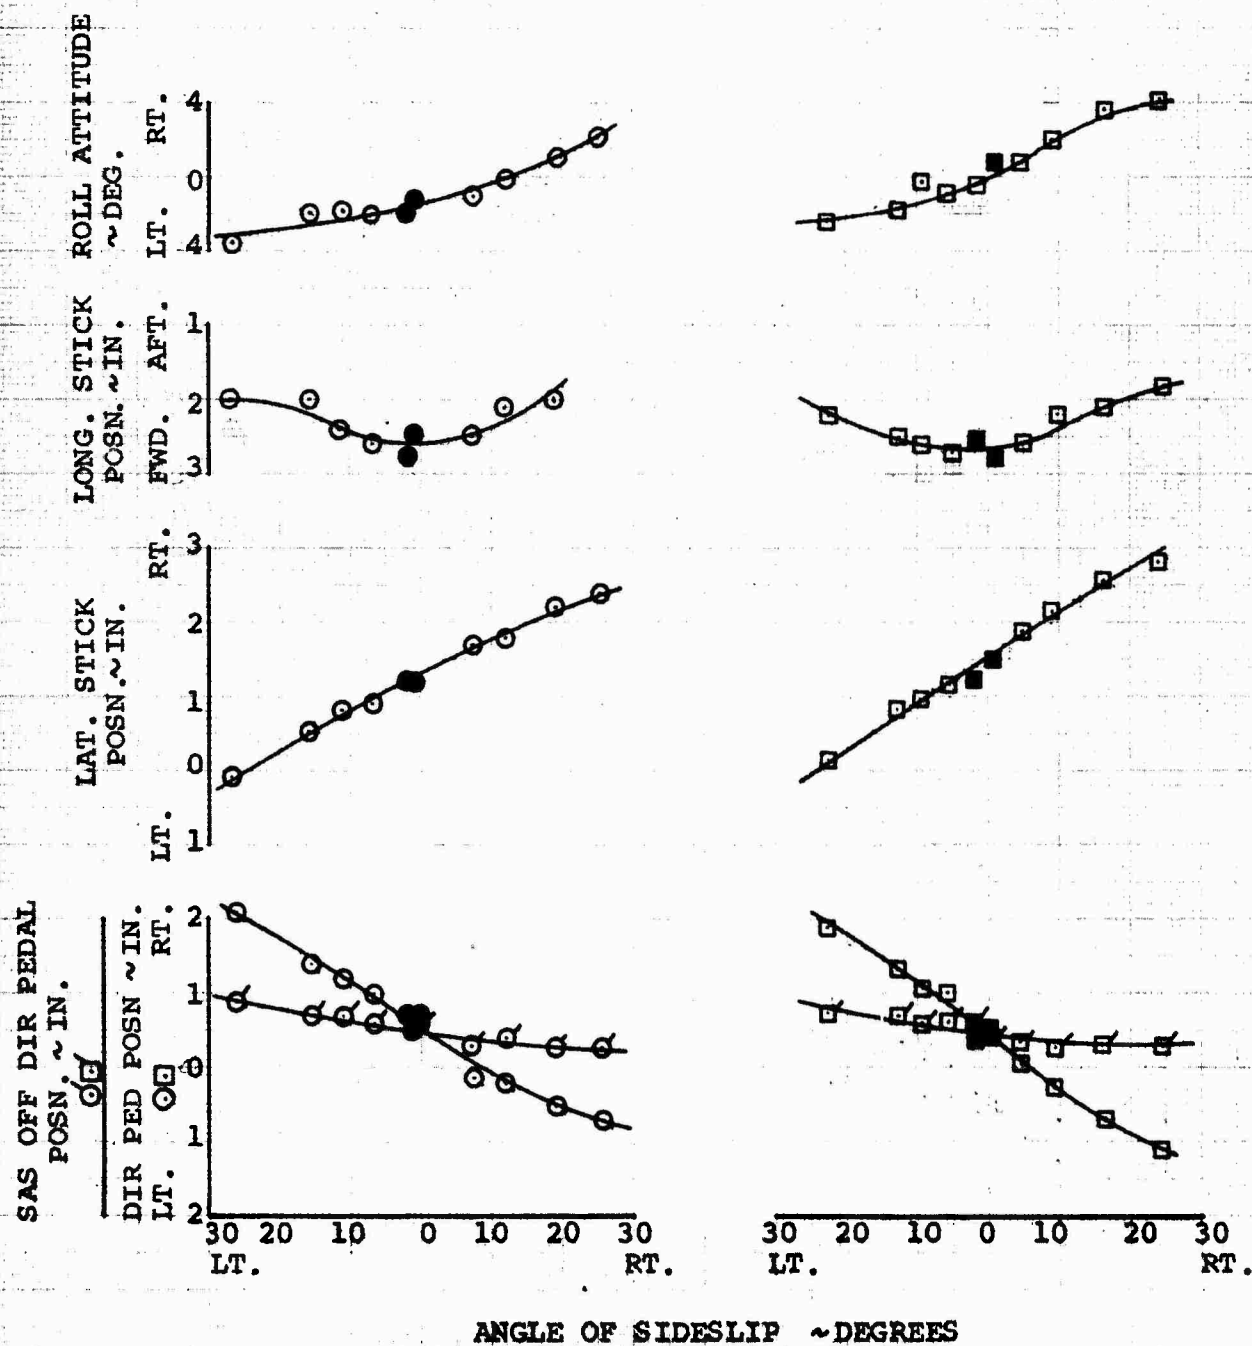 ROLL ATTITUDE
~DEG.
LT. RT.
4
0
4
LONG. STICK
POSN.~IN.
FWD. AFT.
1
2
3
LAT. STICK
POSN.~IN.
LT. RT.
3
2
1
0
1
SAS OFF DIR PEDAL
POSN. ~ IN.
DIR PED POSN ~IN.
LT. RT.
2
1
0
1
2
30 20 10 0 10 20 30
LT. RT.
30 20 10 0 10 20 30
LT. RT.
ANGLE OF SIDESLIP ~DEGREES